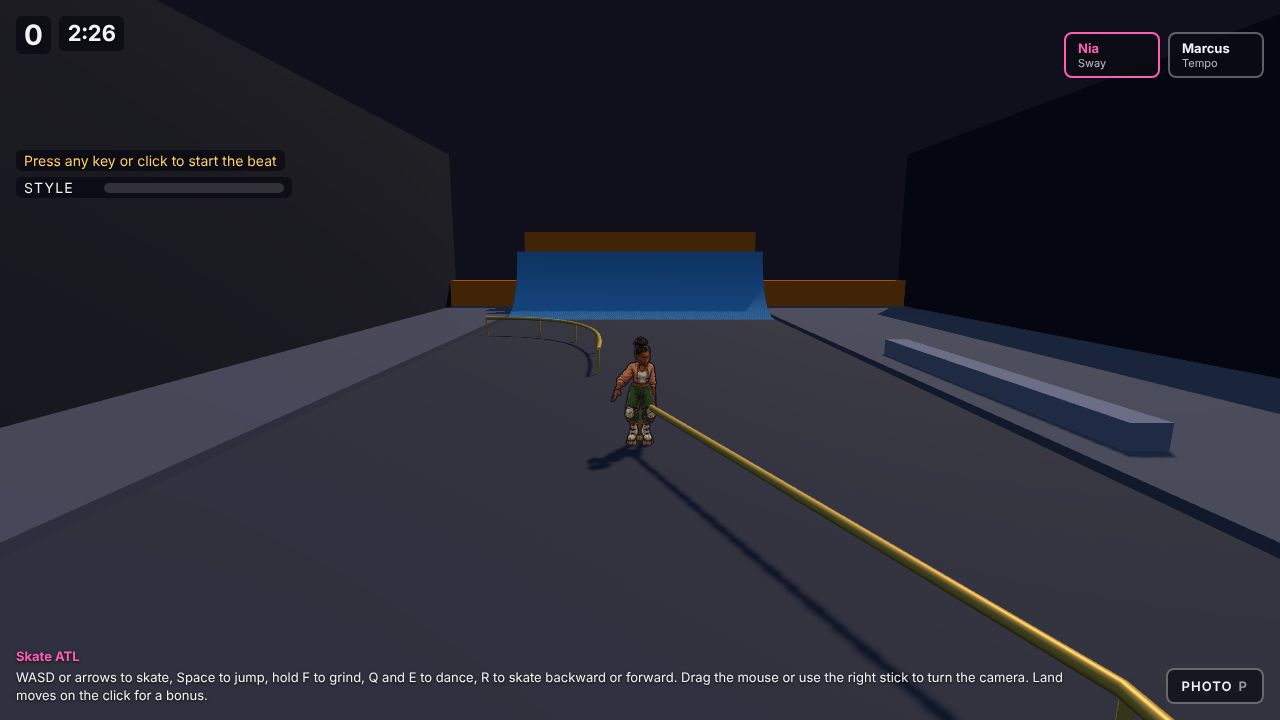 0
2:26
Nia
Sway
Marcus
Tempo
Press any key or click to start the beat
STYLE
Skate ATL
WASD or arrows to skate, Space to jump, hold F to grind, Q and E to dance, R to skate backward or forward. Drag the mouse or use the right stick to turn the camera. Land
moves on the click for a bonus.
PHOTO P